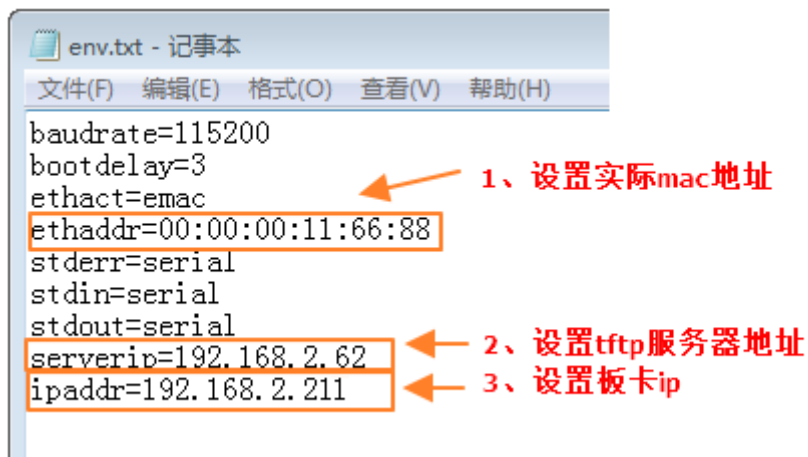 env.txt - 记事本
文件(F) 编辑(E) 格式(O) 查看(V) 帮助(H)
baudrate=115200
bootdelay=3
ethact=emac
1、设置实际mac地址
ethaddr=00:00:00:11:66:88
stderr=serial
stdin=serial
stdout=serial
serverip=192.168.2.62
2、设置tftp服务器地址
ipaddr=192.168.2.211
3、设置板卡ip